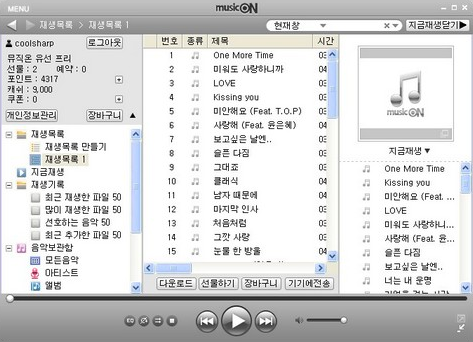 MENU
musicON
재생목록 > 재생목록 1
현재창
지금재생닫기
coolsharp
로그아웃
뮤직온 유선 프리
선물 : 2 예약 : 0
포인트 : 4317
캐쉬 : 9,000
쿠폰 : 0
개인정보관리
장바구니
재생목록
재생목록 만들기
재생목록 1
지금재생
재생기록
최근 재생한 파일 50
많이 재생한 파일 50
선호하는 음악 50
최근 추가한 파일 50
음악보관함
모든음악
아티스트
앨범
번호 종류 제목 시간
1 One More Time 03
2 미워도 사랑하니까 04
3 LOVE 03
4 Kissing you 03
5 미안해요 (Feat. T.O.P) 03
6 사랑해 (Feat. 윤은혜) 03
7 보고싶은 날엔..
8 슬픈 다짐
9 그대죠
10 클래식
11 남자 때문에
12 마지막 인사
13 처음처럼
14 그깟 사랑
15 눈물 한 방울
다운로드
선물하기
장바구니
기기에전송
musicON
지금재생
One More Time
Kissing you
미안해요 (Feat. T...
LOVE
미워도 사랑하니...
사랑해 (Feat. 윤...
슬픈 다짐
보고싶은 날엔..
너는 내 운명
EQ